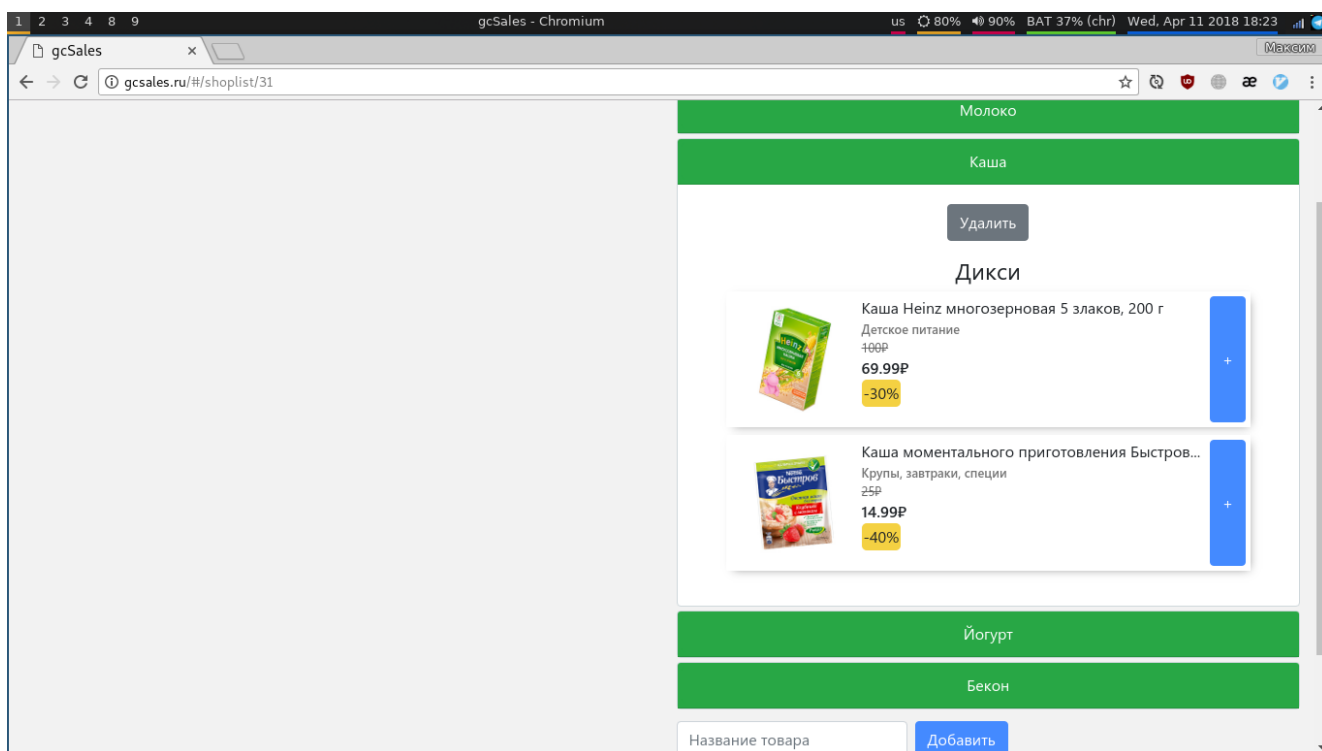 1 2 3 4 8 9 gcSales - Chromium us 80% 90% BAT 37% (chr) Wed, Apr 11 2018 18:23
gcSales
Максим
gcsales.ru/#/shoplist/31
Молоко
Каша
Удалить
Дикси
Heinz
Каша Heinz многозерновая 5 злаков, 200 г
Детское питание
100₽
69.99₽
-30%
+
Быстров
Каша моментального приготовления Быстров...
Крупы, завтраки, специи
25₽
14.99₽
-40%
+
Йогурт
Бекон
Название товара
Добавить